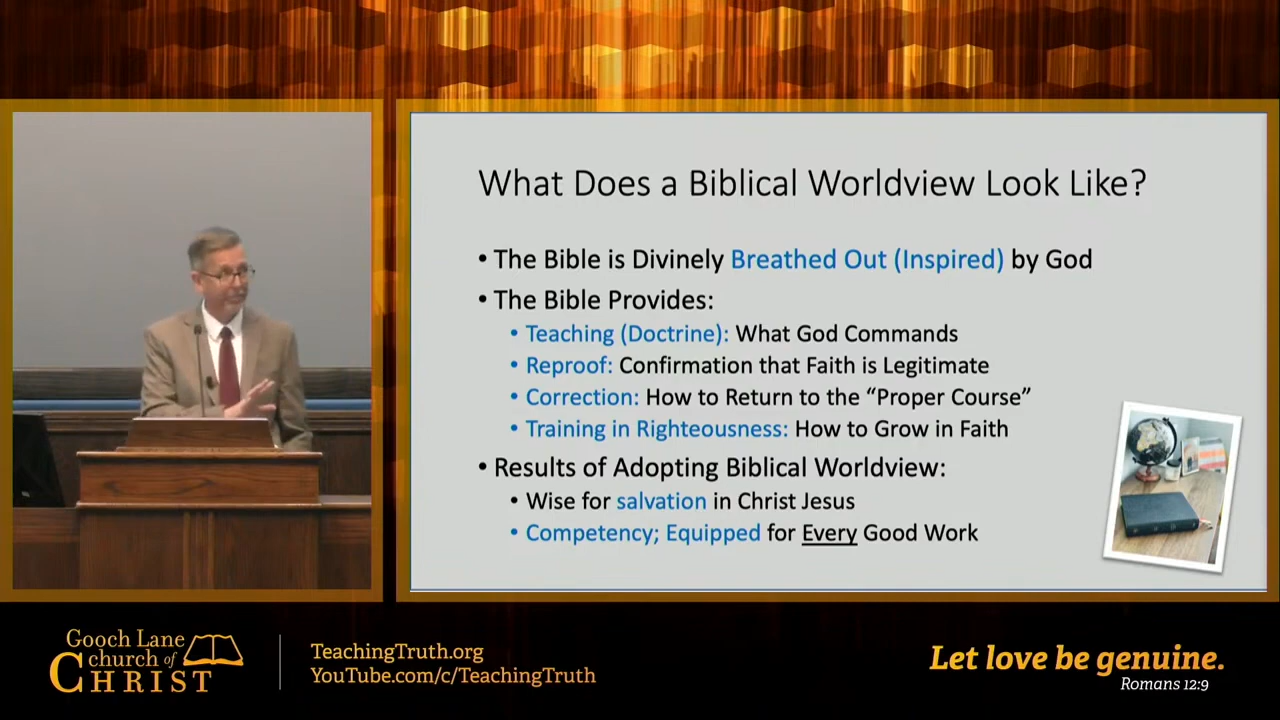 What Does a Biblical Worldview Look Like?
• The Bible is Divinely Breathed Out (Inspired) by God
• The Bible Provides:
• Teaching (Doctrine): What God Commands
• Reproof: Confirmation that Faith is Legitimate
• Correction: How to Return to the “Proper Course”
• Training in Righteousness: How to Grow in Faith
• Results of Adopting Biblical Worldview:
• Wise for salvation in Christ Jesus
• Competency; Equipped for Every Good Work
Gooch Lane
church of
CHRIST
TeachingTruth.org
YouTube.com/c/TeachingTruth
Let love be genuine.
Romans 12:9